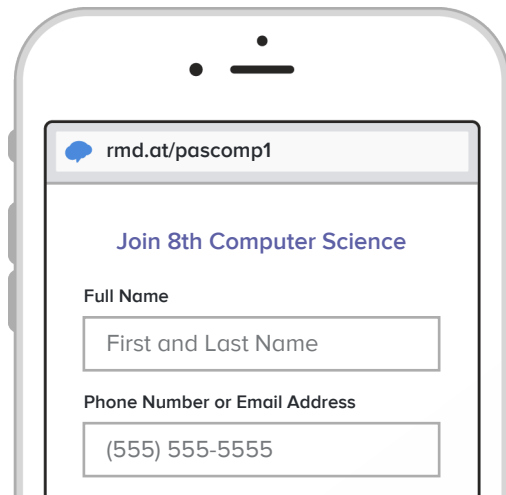 rmd.at/pascomp1
Join 8th Computer Science
Full Name
First and Last Name
Phone Number or Email Address
(555) 555-5555